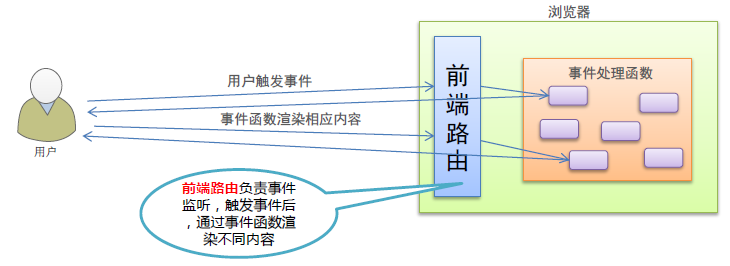 浏览器
用户触发事件
事件函数渲染相应内容
用户
前
端
路
由
事件处理函数
前端路由负责事件
监听，触发事件后
，通过事件函数渲
染不同内容